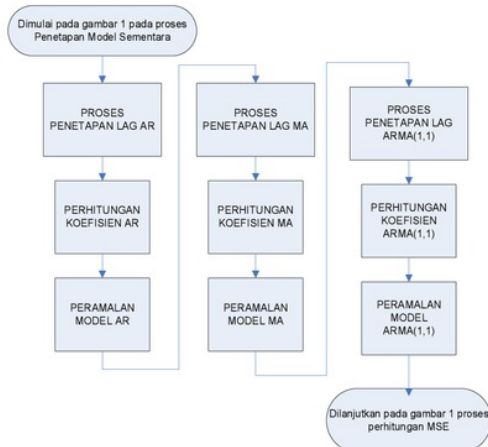 Dimulai pada gambar 1 pada proses
Penetapan Model Sementara
PROSES
PENETAPAN LAG AR
PERHITUNGAN
KOEFISIEN AR
PERAMALAN
MODEL AR
PROSES
PENETAPAN LAG MA
PERHITUNGAN
KOEFISIEN MA
PERAMALAN
MODEL MA
PROSES
PENETAPAN LAG
ARMA(1,1)
PERHITUNGAN
KOEFISIEN
ARMA(1,1)
PERAMALAN
MODEL
ARMA(1,1)
Dilanjutkan pada gambar 1 proses
perhitungan MSE